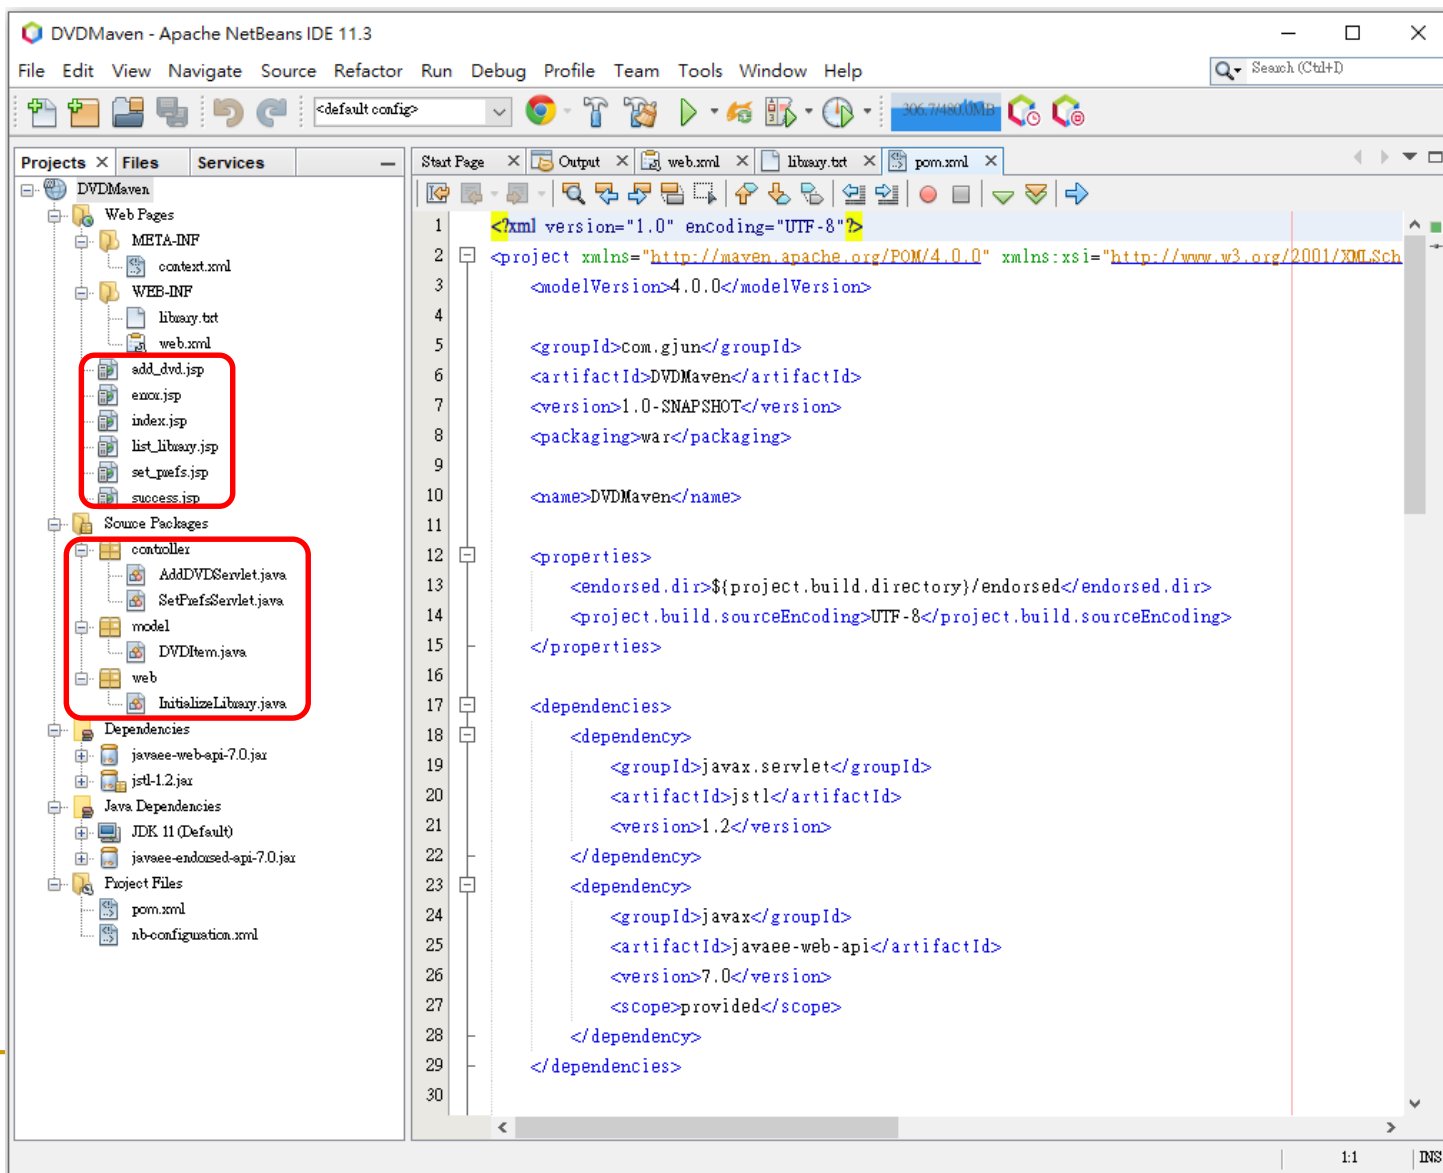 DVDMaven - Apache NetBeans IDE 11.3
File Edit View Navigate Source Refactor Run Debug Profile Team Tools Window Help
Search (Ctrl+I)
<default config>
306.7/480.0MB
Projects Files Services
Start Page Output web.xml library.txt pom.xml
DVDMaven
Web Pages
META-INF
context.xml
WEB-INF
library.txt
web.xml
add_dvd.jsp
error.jsp
index.jsp
list_library.jsp
set_prefs.jsp
success.jsp
Source Packages
controller
AddDVDServlet.java
SetPrefsServlet.java
model
DVDItem.java
web
InitializeLibrary.java
Dependencies
javaee-web-api-7.0.jar
jstl-1.2.jar
Java Dependencies
JDK 11 (Default)
javaee-endorsed-api-7.0.jar
Project Files
pom.xml
nb-configuration.xml
1 <?xml version="1.0" encoding="UTF-8"?>
2 <project xmlns="http://maven.apache.org/POM/4.0.0" xmlns:xsi="http://www.w3.org/2001/XMLSch
3 <modelVersion>4.0.0</modelVersion>
4
5 <groupId>com.gjun</groupId>
6 <artifactId>DVDMaven</artifactId>
7 <version>1.0-SNAPSHOT</version>
8 <packaging>war</packaging>
9
10 <name>DVDMaven</name>
11
12 <properties>
13 <endorsed.dir>${project.build.directory}/endorsed</endorsed.dir>
14 <project.build.sourceEncoding>UTF-8</project.build.sourceEncoding>
15 </properties>
16
17 <dependencies>
18 <dependency>
19 <groupId>javax.servlet</groupId>
20 <artifactId>jstl</artifactId>
21 <version>1.2</version>
22 </dependency>
23 <dependency>
24 <groupId>javax</groupId>
25 <artifactId>javaee-web-api</artifactId>
26 <version>7.0</version>
27 <scope>provided</scope>
28 </dependency>
29 </dependencies>
30
1:1 INS